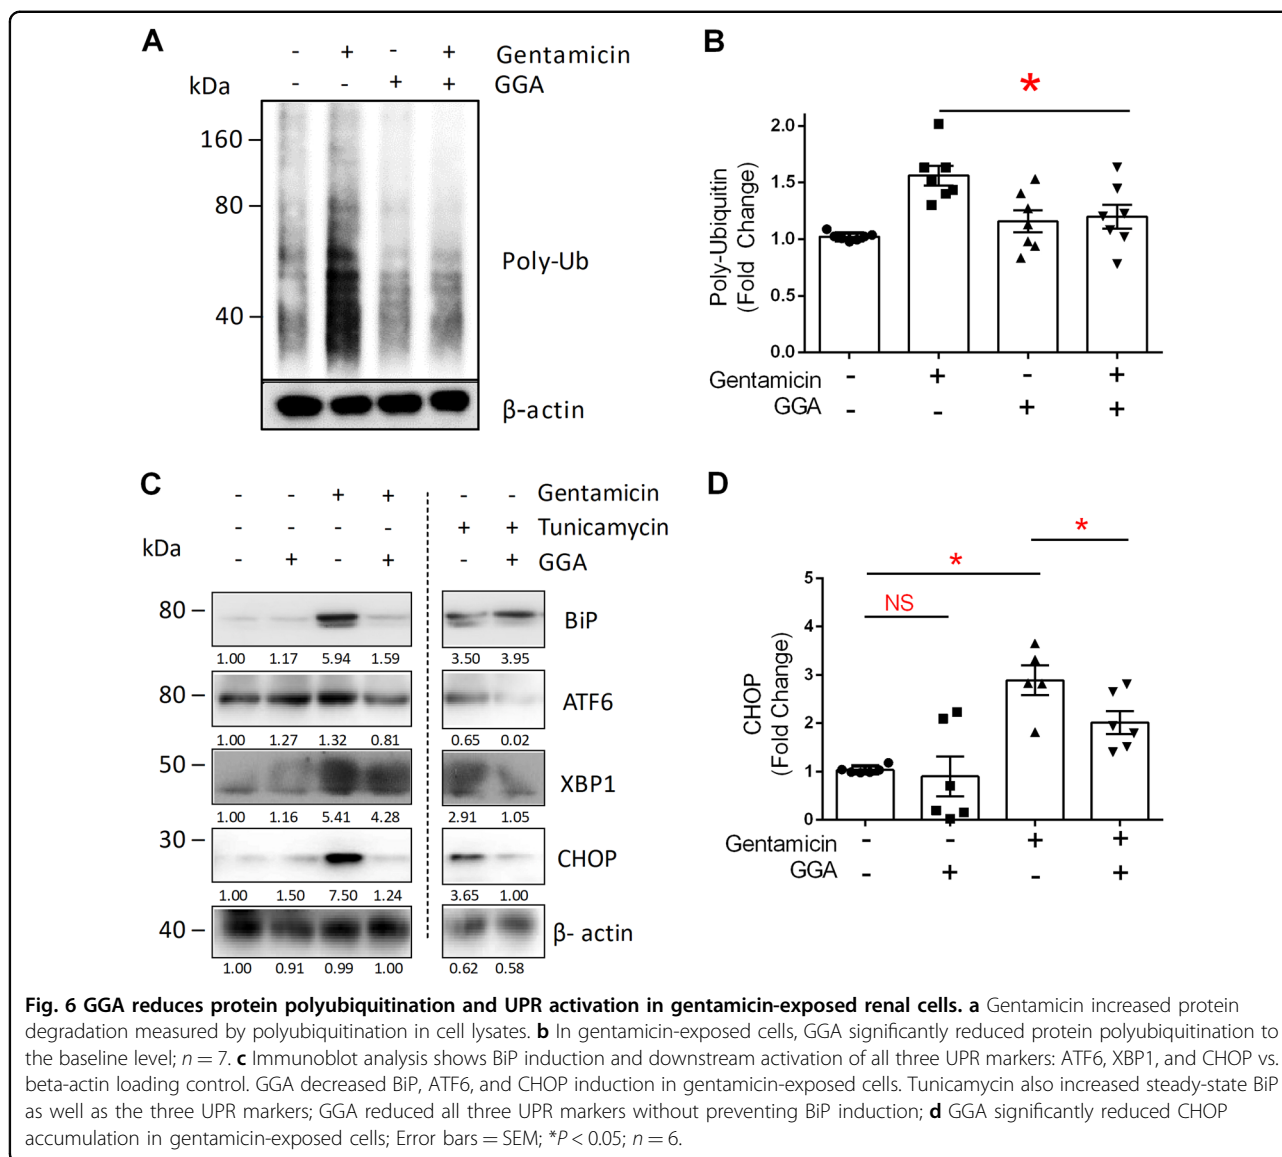 A
- + - + Gentamicin
kDa - - + + GGA
160
80
Poly-Ub
40
β-actin
B
*
2.0
1.5
1.0
0.5
0.0
Poly-Ubiquitin
(Fold Change)
Gentamicin - + - +
GGA - - + +
C
- - + + - - Gentamicin
- - - - + + Tunicamycin
kDa
- + - + - + GGA
80 BiP
1.00 1.17 5.94 1.59 3.50 3.95
80 ATF6
1.00 1.27 1.32 0.81 0.65 0.02
50 XBP1
1.00 1.16 5.41 4.28 2.91 1.05
30 CHOP
1.00 1.50 7.50 1.24 3.65 1.00
40 β- actin
1.00 0.91 0.99 1.00 0.62 0.58
D
*
*
NS
5
4
3
2
1
0
CHOP
(Fold Change)
Gentamicin - - + +
GGA - + - +
Fig. 6 GGA reduces protein polyubiquitination and UPR activation in gentamicin-exposed renal cells. a Gentamicin increased protein
degradation measured by polyubiquitination in cell lysates. b In gentamicin-exposed cells, GGA significantly reduced protein polyubiquitination to
the baseline level; n = 7. c Immunoblot analysis shows BiP induction and downstream activation of all three UPR markers: ATF6, XBP1, and CHOP vs.
beta-actin loading control. GGA decreased BiP, ATF6, and CHOP induction in gentamicin-exposed cells. Tunicamycin also increased steady-state BiP
as well as the three UPR markers; GGA reduced all three UPR markers without preventing BiP induction; d GGA significantly reduced CHOP
accumulation in gentamicin-exposed cells; Error bars = SEM; *P < 0.05; n = 6.